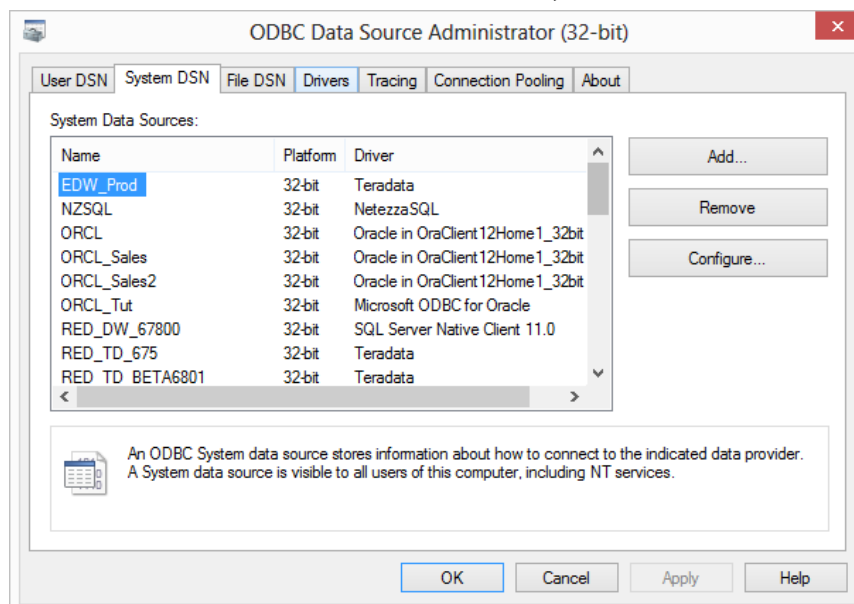 ODBC Data Source Administrator (32-bit)
User DSN System DSN File DSN Drivers Tracing Connection Pooling About
System Data Sources:
Name Platform Driver
EDW_Prod 32-bit Teradata
NZSQL 32-bit NetezzaSQL
ORCL 32-bit Oracle in OraClient12Home1_32bit
ORCL_Sales 32-bit Oracle in OraClient12Home1_32bit
ORCL_Sales2 32-bit Oracle in OraClient12Home1_32bit
ORCL_Tut 32-bit Microsoft ODBC for Oracle
RED_DW_67800 32-bit SQL Server Native Client 11.0
RED_TD_675 32-bit Teradata
RED_TD_BETA6801 32-bit Teradata
Add...
Remove
Configure...
An ODBC System data source stores information about how to connect to the indicated data provider.
A System data source is visible to all users of this computer, including NT services.
OK Cancel Apply Help